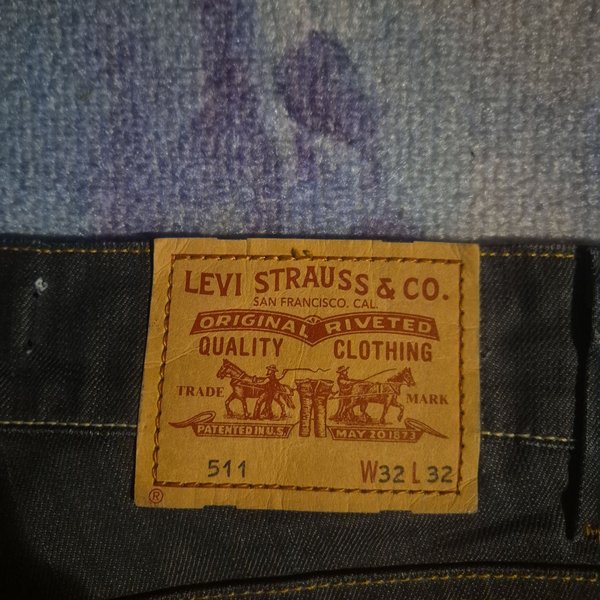 LEVI STRAUSS & CO.
SAN FRANCISCO. CAL.
ORIGINAL RIVETED
QUALITY CLOTHING
TRADE MARK
PATENTED IN U.S. MAY 20 1873
511 W32 L 32
®